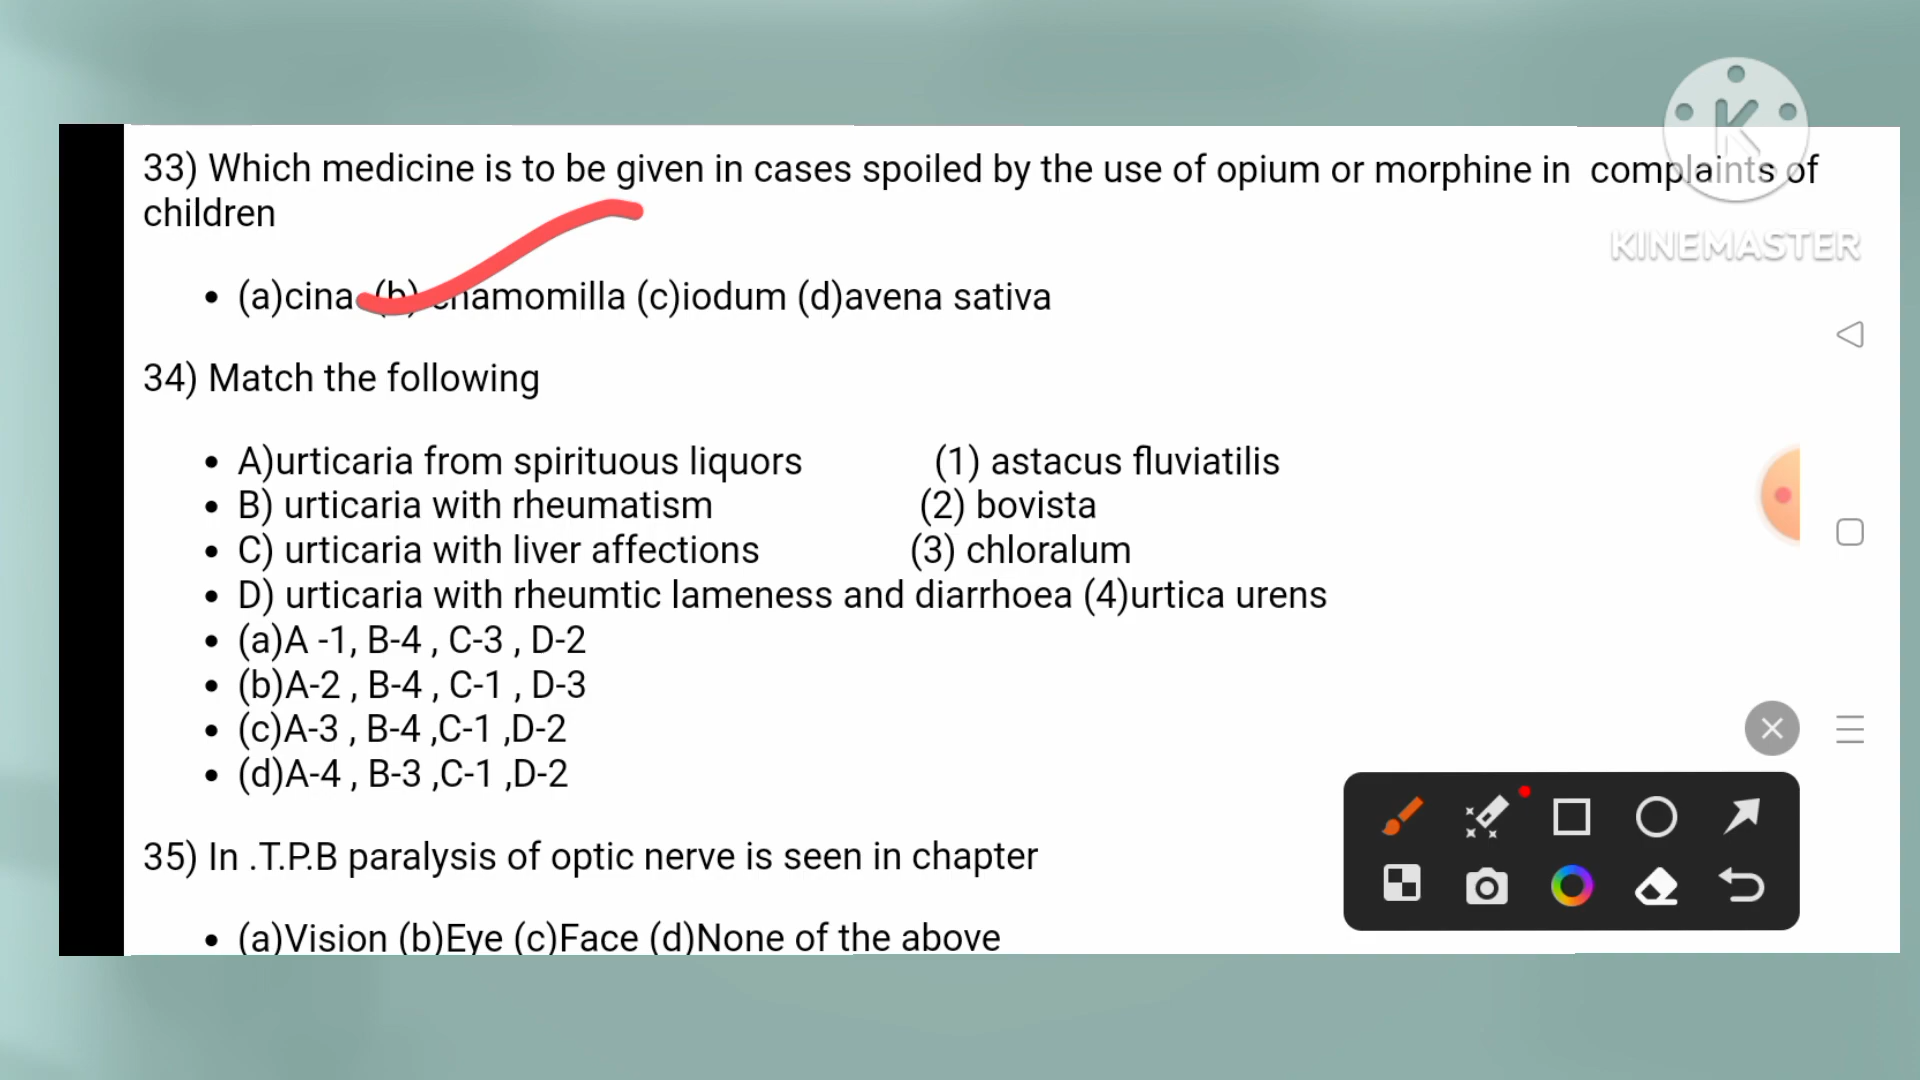 33) Which medicine is to be given in cases spoiled by the use of opium or morphine in complaints of
children
• (a)cina (b) chamomilla (c)iodum (d)avena sativa
34) Match the following
• A)urticaria from spirituous liquors (1) astacus fluviatilis
• B) urticaria with rheumatism (2) bovista
• C) urticaria with liver affections (3) chloralum
• D) urticaria with rheumtic lameness and diarrhoea (4)urtica urens
• (a)A -1, B-4 , C-3 , D-2
• (b)A-2 , B-4 , C-1 , D-3
• (c)A-3 , B-4 ,C-1 ,D-2
• (d)A-4 , B-3 ,C-1 ,D-2
35) In .T.P.B paralysis of optic nerve is seen in chapter
• (a)Vision (b)Eye (c)Face (d)None of the above
K
KINEMASTER